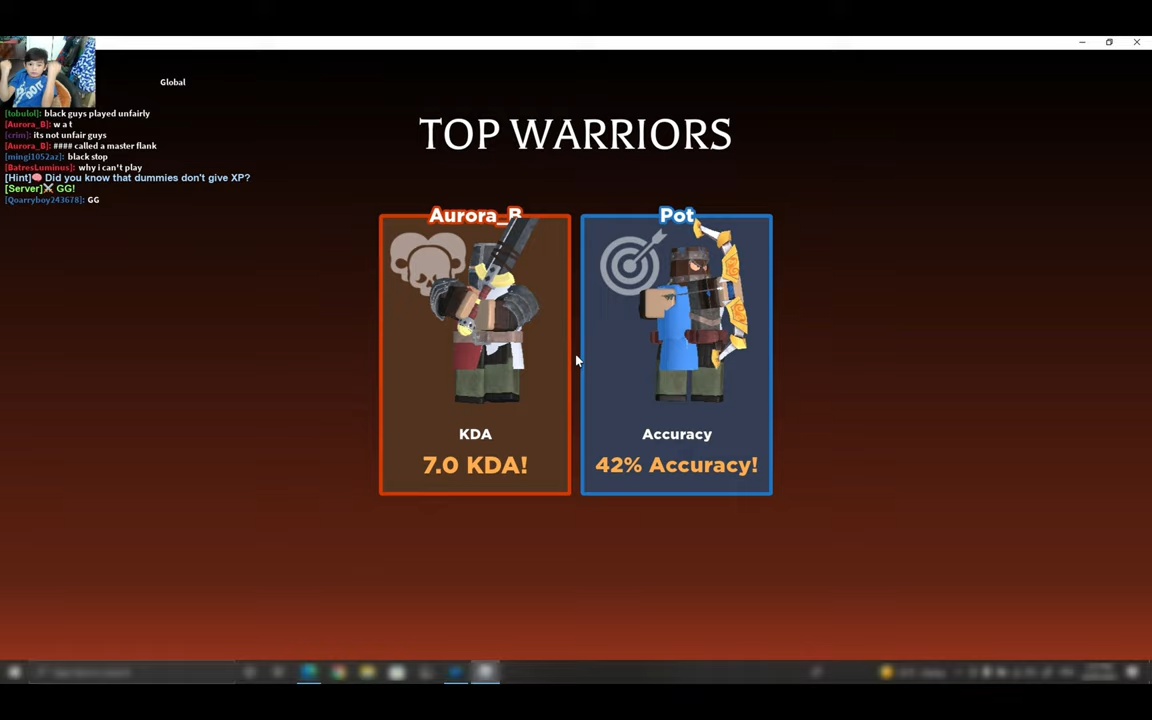 Global
[tobulol]: black guys played unfairly
[Aurora_B]: w a t
[crim]: its not unfair guys
[Aurora_B]: #### called a master flank
[mingi1052az]: black stop
[BatresLuminus]: why i can't play
[Hint]🧠 Did you know that dummies don't give XP?
[Server]⚔ GG!
[Qoarryboy243678]: GG
TOP WARRIORS
Aurora_B
Pot
KDA
Accuracy
7.0 KDA!
42% Accuracy!